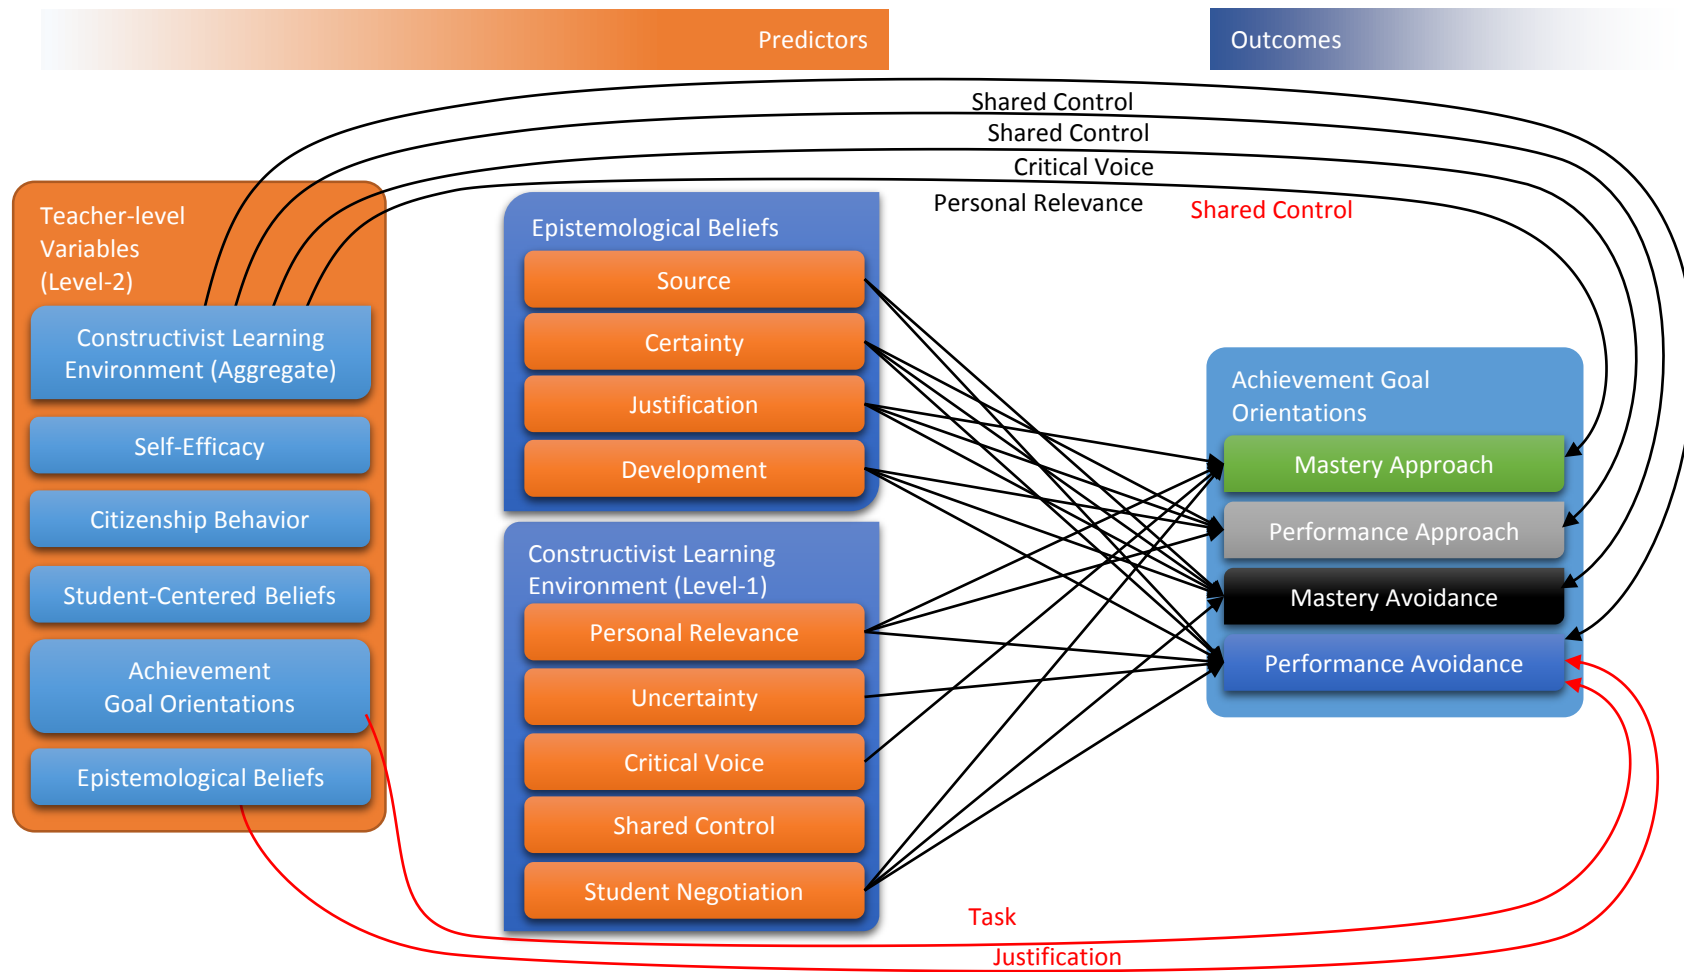 Predictors
Outcomes
Shared Control
Shared Control
Critical Voice
Personal Relevance
Shared Control
Teacher-level
Variables
(Level-2)
Constructivist Learning
Environment (Aggregate)
Self-Efficacy
Citizenship Behavior
Student-Centered Beliefs
Achievement
Goal Orientations
Epistemological Beliefs
Epistemological Beliefs
Source
Certainty
Justification
Development
Constructivist Learning
Environment (Level-1)
Personal Relevance
Uncertainty
Critical Voice
Shared Control
Student Negotiation
Achievement Goal
Orientations
Mastery Approach
Performance Approach
Mastery Avoidance
Performance Avoidance
Task
Justification